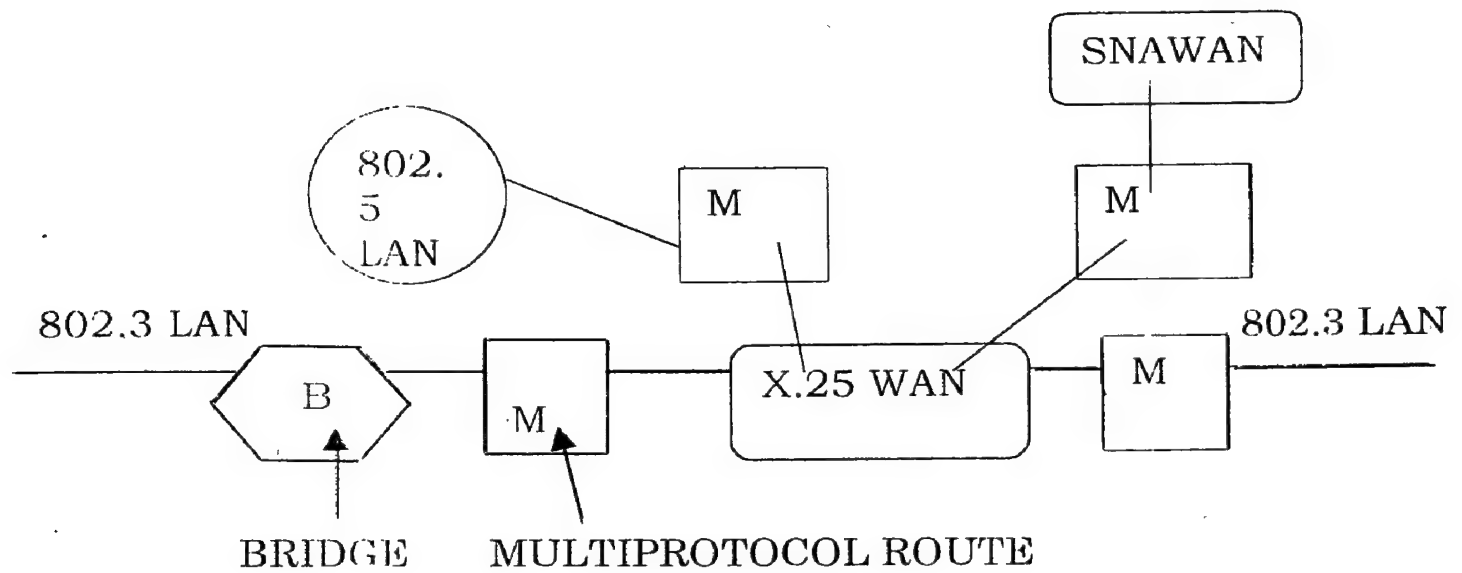 SNAWAN
802.
5
LAN
M
M
802.3 LAN
802.3 LAN
B
M
X.25 WAN
M
BRIDGE
MULTIPROTOCOL ROUTE